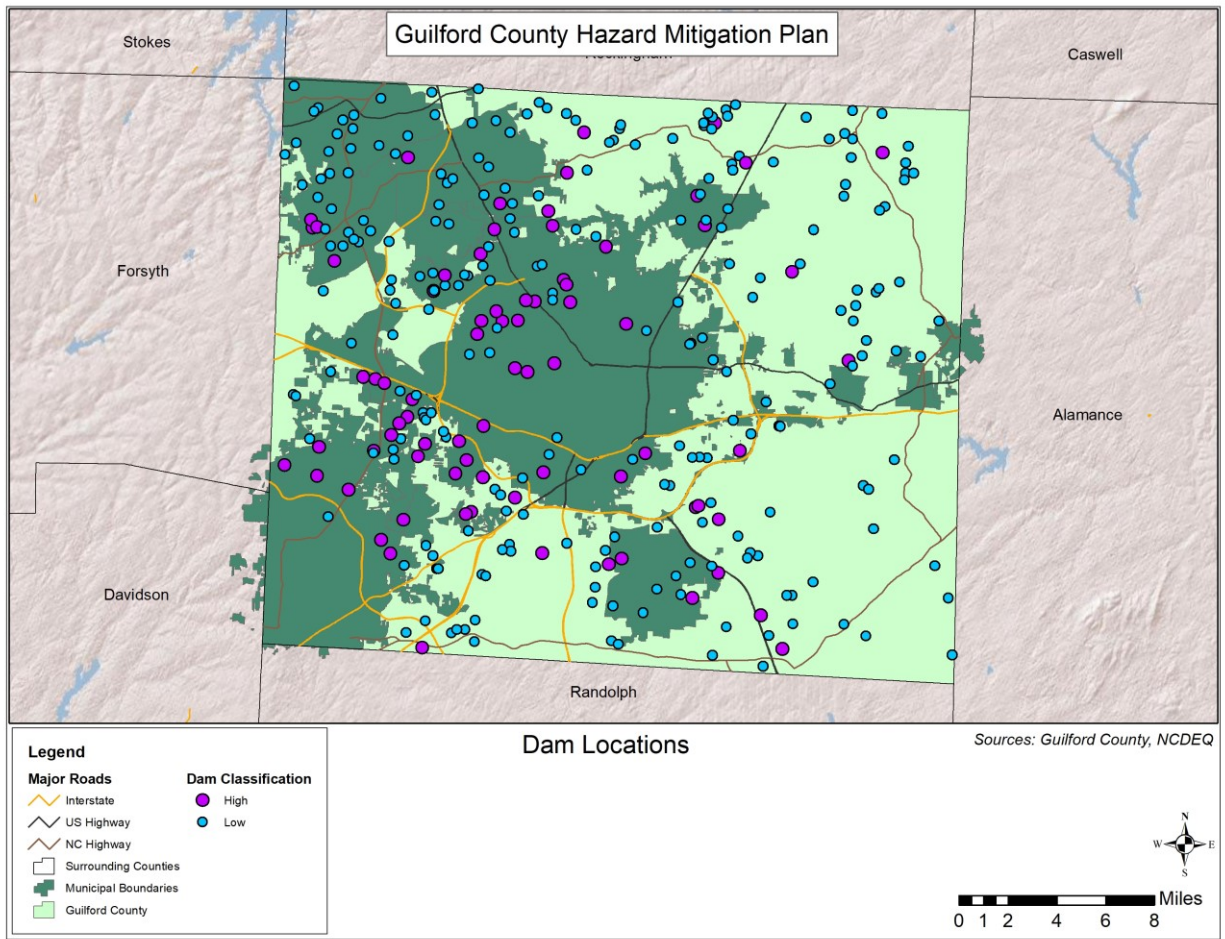 Guilford County Hazard Mitigation Plan
Stokes
Caswell
Forsyth
Alamance
Davidson
Randolph
Dam Locations
Sources: Guilford County, NCDEQ
Legend
Major Roads
Interstate
US Highway
NC Highway
Surrounding Counties
Municipal Boundaries
Guilford County
Dam Classification
High
Low
N
W E
S
Miles
0 1 2 4 6 8